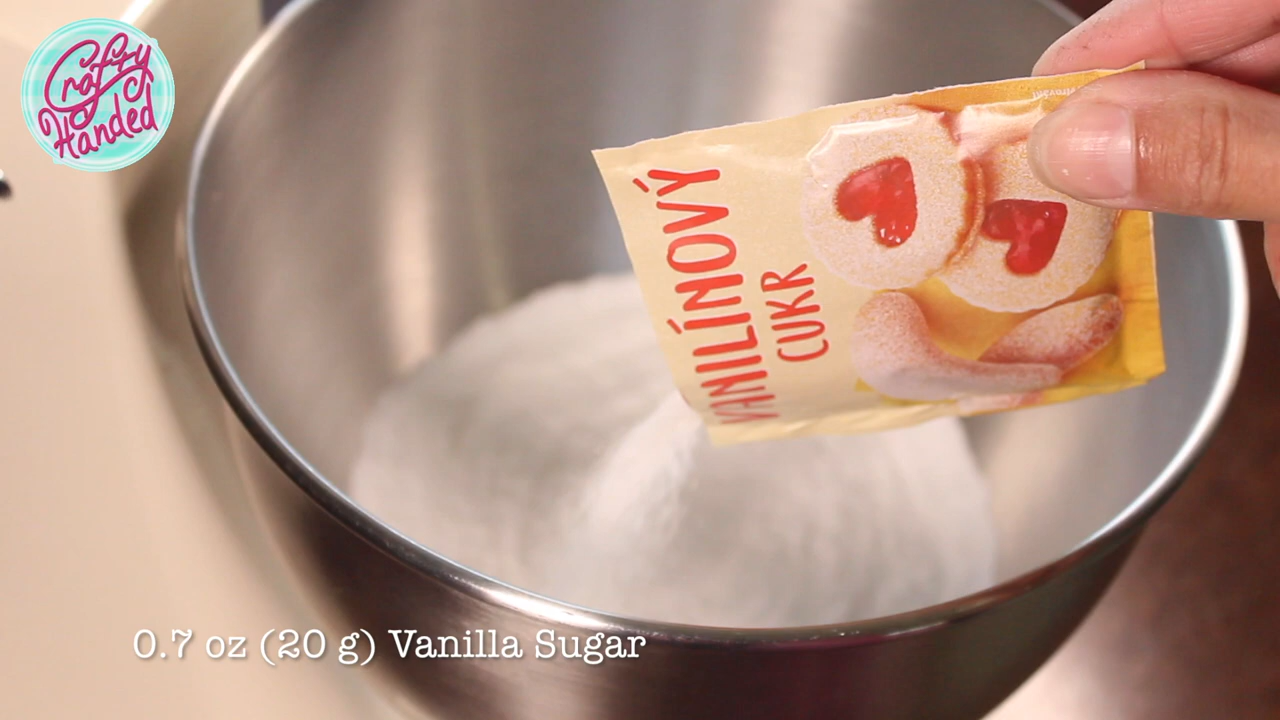 Crafty
Handed
VANILÍNOVÝ
CUKR
0.7 oz (20 g) Vanilla Sugar